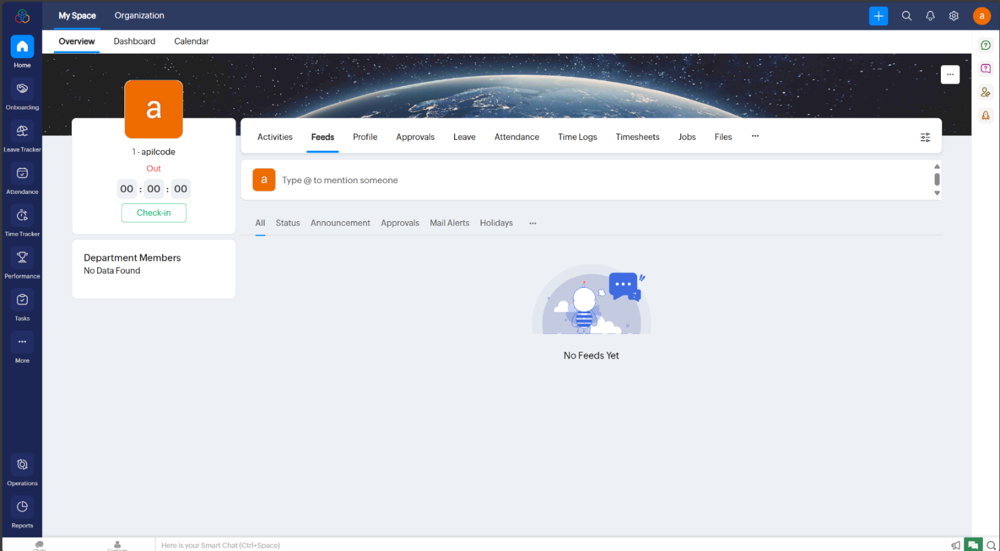 My Space Organization
a
Overview Dashboard Calendar
Home
Onboarding
Leave Tracker
Attendance
Time Tracker
Performance
Tasks
More
Operations
Reports
a
1 - apilcode
Out
00 : 00 : 00
Check-in
Department Members
No Data Found
Activities Feeds Profile Approvals Leave Attendance Time Logs Timesheets Jobs Files
a Type @ to mention someone
All Status Announcement Approvals Mail Alerts Holidays
No Feeds Yet
Chats Contacts Here is your Smart Chat (Ctrl+Space)